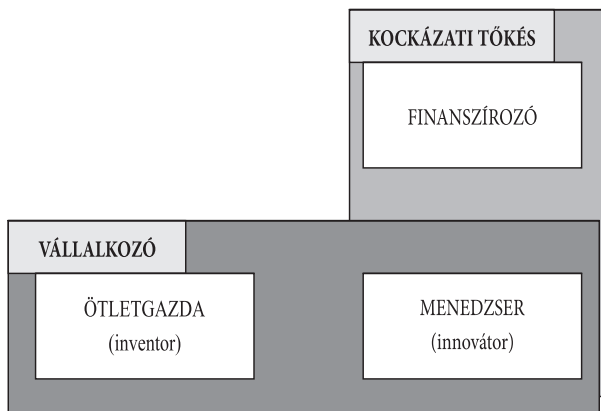 KOCKÁZATI TŐKÉS
FINANSZÍROZÓ
VÁLLALKOZÓ
ÖTLETGAZDA
(inventor)
MENEDZSER
(innovátor)